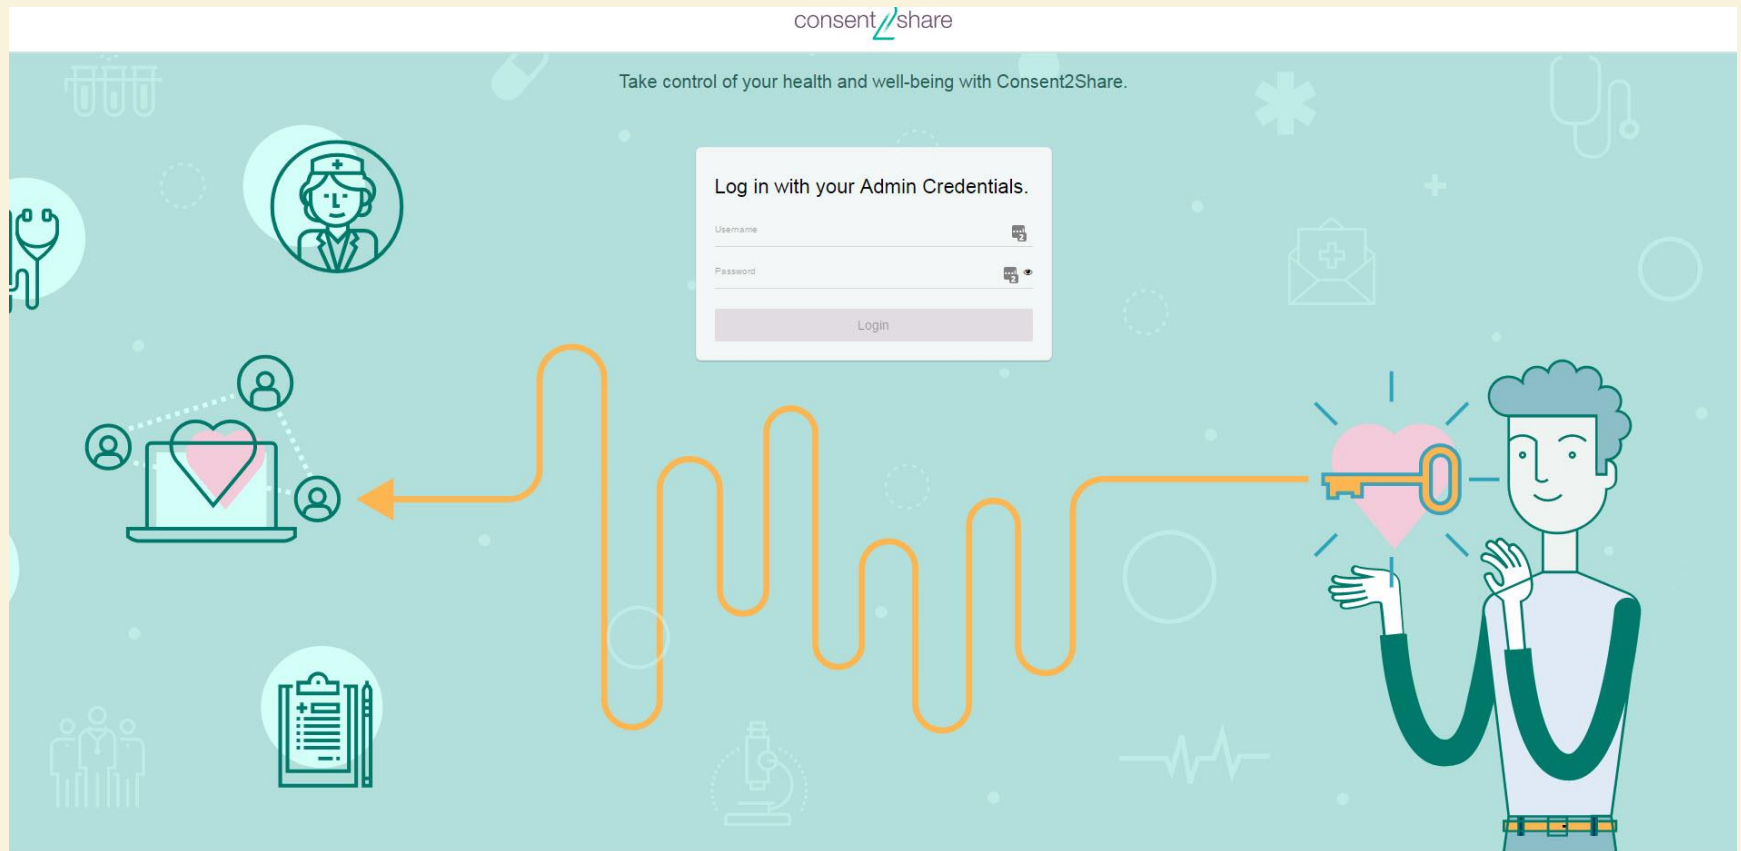 consent2share
Take control of your health and well-being with Consent2Share.
Log in with your Admin Credentials.
Username
Password
Login